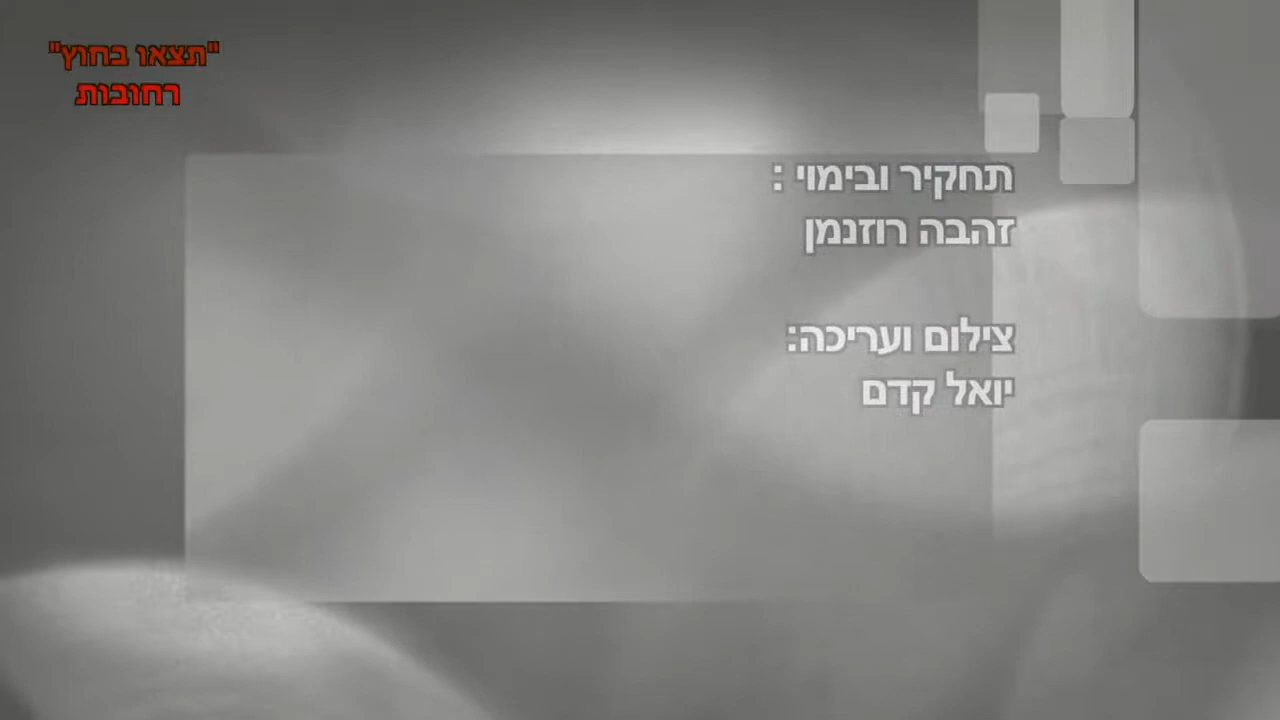 "תצאו בחוץ"
רחובות
תחקיר ובימוי :
זהבה רוזנמן
צילום ועריכה:
יואל קדם